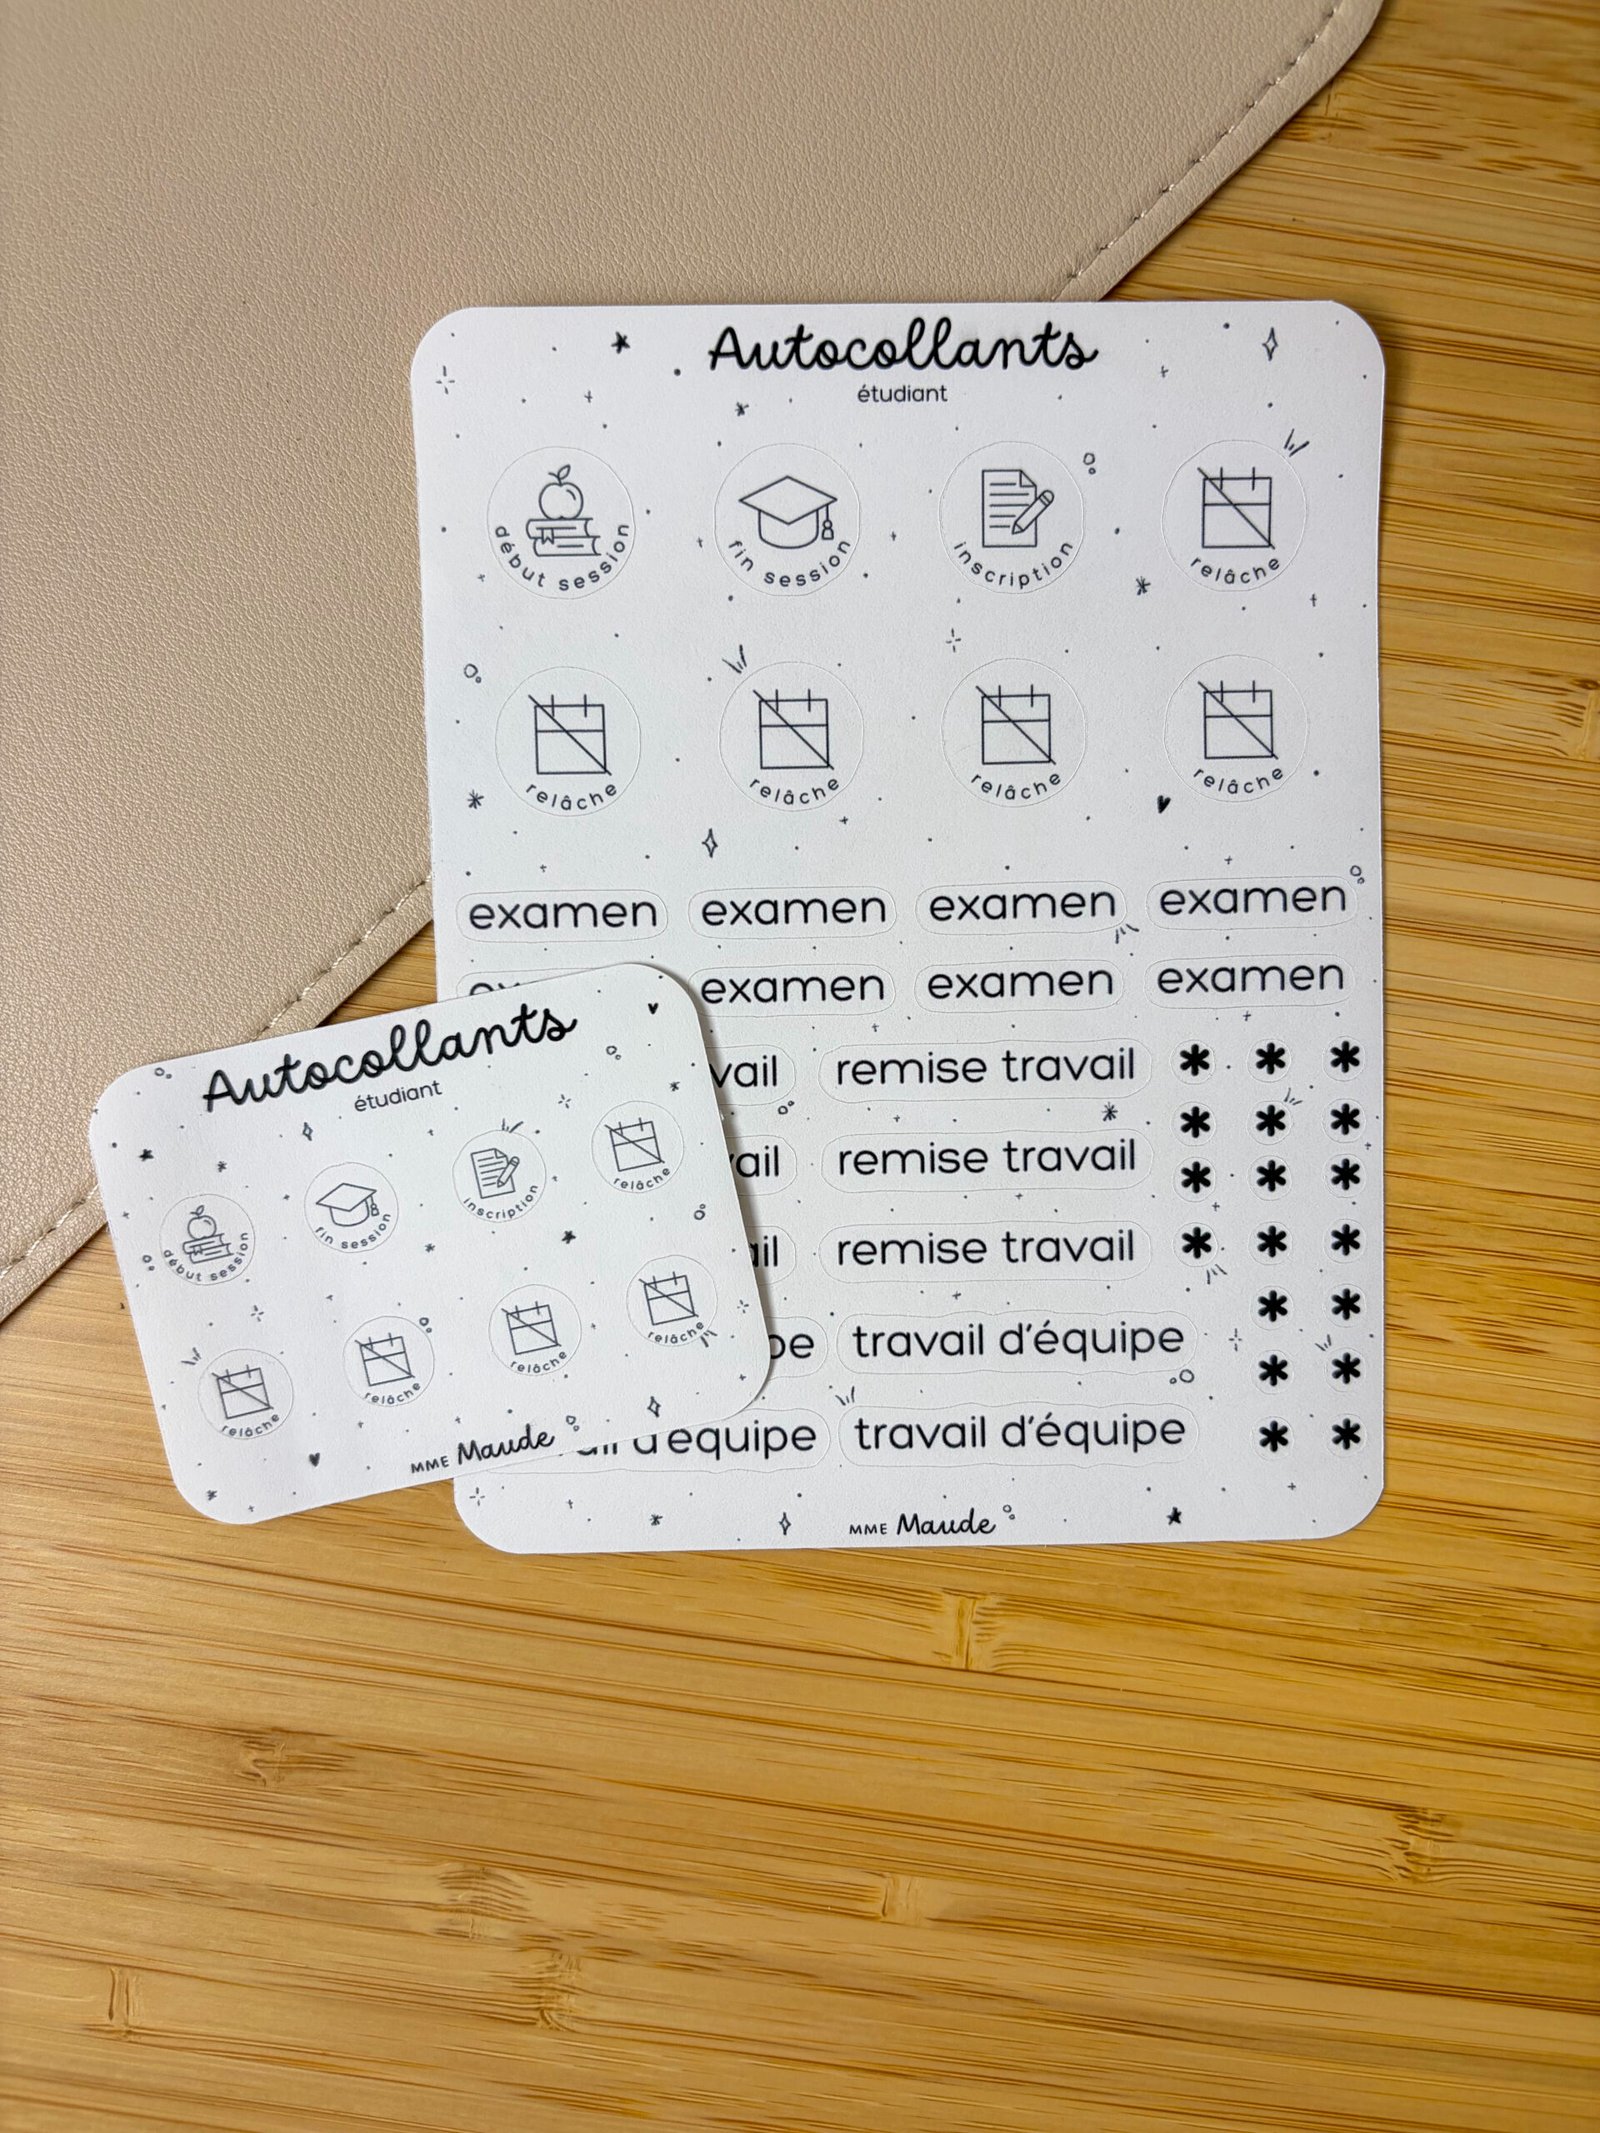 Autocollants
étudiant
début session fin session inscription relâche
relâche relâche relâche relâche
examen examen examen examen
examen examen examen
remise travail * * *
* * *
remise travail
* * *
remise travail * * *
travail d'équipe * *
* *
d'équipe travail d'équipe * *
MME Maude
Autocollants
étudiant
début session fin session inscription relâche
relâche relâche relâche relâche
MME Maude